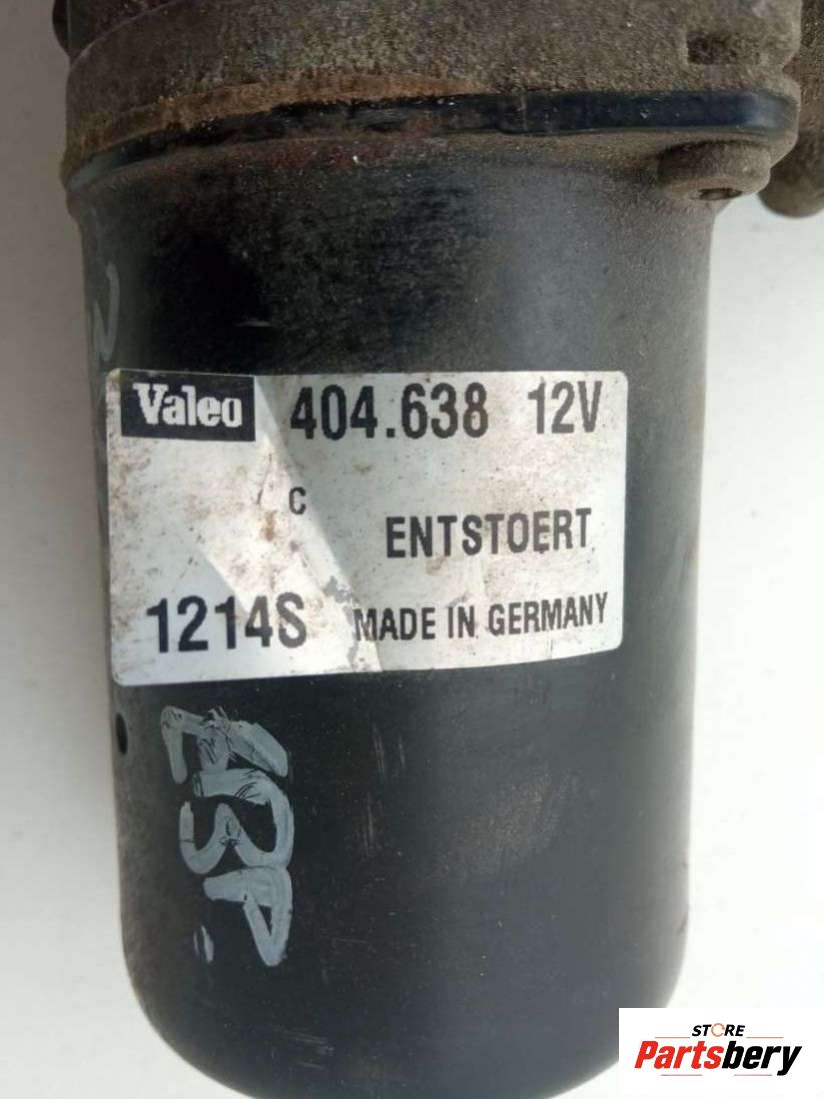 Valeo 404.638 12V
C
ENTSTOERT
1214S MADE IN GERMANY
STORE
Partsbery